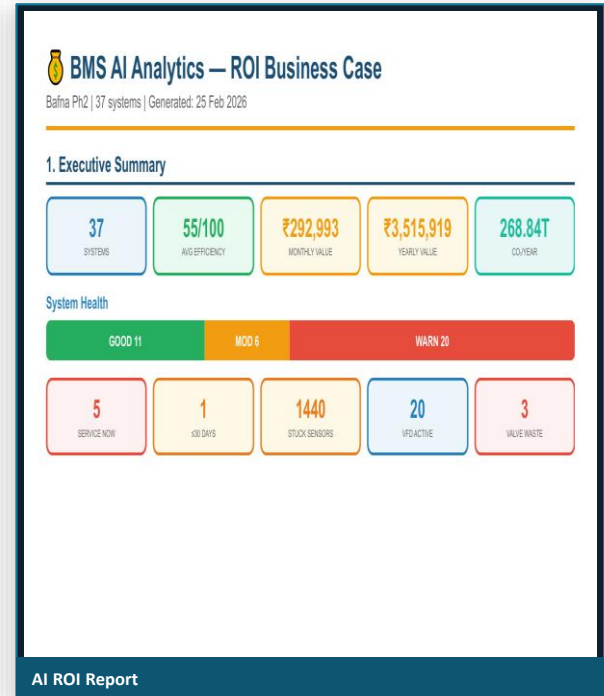 BMS AI Analytics — ROI Business Case
Bafna Ph2 | 37 systems | Generated: 25 Feb 2026
1. Executive Summary
37
SYSTEMS
55/100
AVG EFFICIENCY
₹292,993
MONTHLY VALUE
₹3,515,919
YEARLY VALUE
268.84T
CO₂/YEAR
System Health
GOOD 11
MOD 6
WARN 20
5
SERVICE NOW
1
≤30 DAYS
1440
STUCK SENSORS
20
VFD ACTIVE
3
VALVE WASTE
AI ROI Report